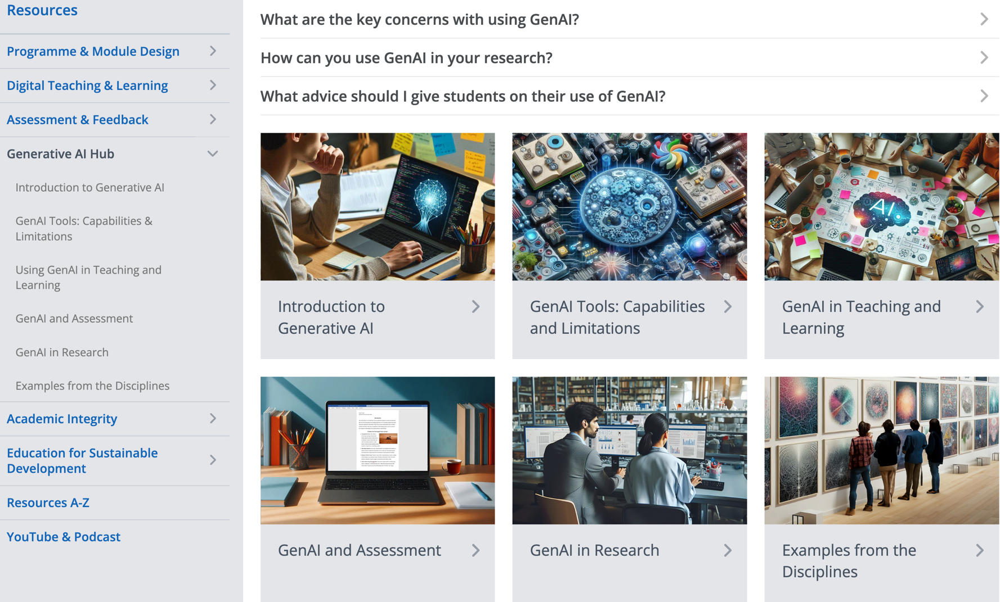 Resources
Programme & Module Design
Digital Teaching & Learning
Assessment & Feedback
Generative AI Hub
Introduction to Generative AI
GenAI Tools: Capabilities &
Limitations
Using GenAI in Teaching and
Learning
GenAI and Assessment
GenAI in Research
Examples from the Disciplines
Academic Integrity
Education for Sustainable
Development
Resources A-Z
YouTube & Podcast
What are the key concerns with using GenAI?
How can you use GenAI in your research?
What advice should I give students on their use of GenAI?
AI
Introduction to
Generative AI
GenAI Tools: Capabilities
and Limitations
GenAI in Teaching and
Learning
GenAI and Assessment
GenAI in Research
Examples from the
Disciplines